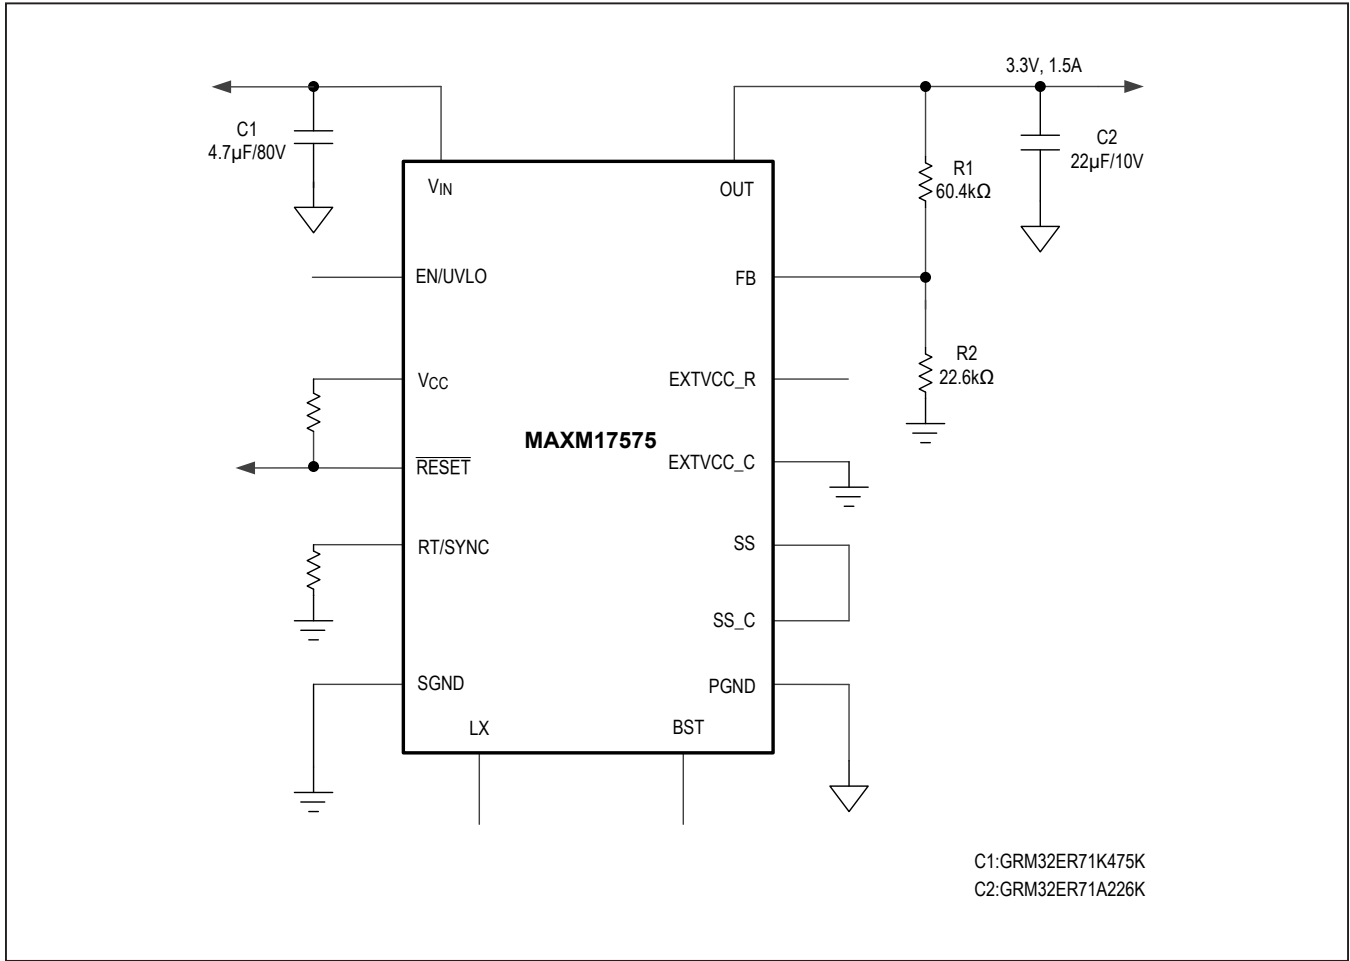 3.3V, 1.5A
C1
4.7µF/80V
C2
22µF/10V
R1
60.4kΩ
VIN
OUT
EN/UVLO
FB
R2
22.6kΩ
VCC
EXTVCC_R
MAXM17575
RESET
EXTVCC_C
RT/SYNC
SS
SS_C
SGND
PGND
LX
BST
C1:GRM32ER71K475K
C2:GRM32ER71A226K